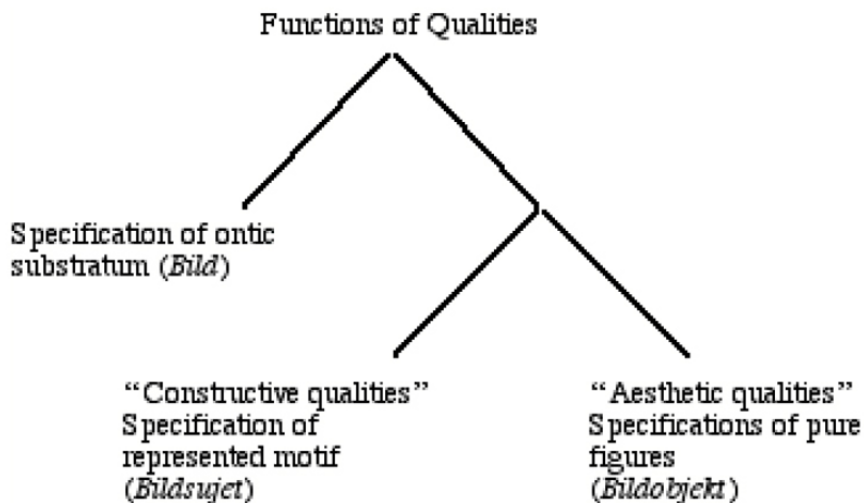 Functions of Qualities
Specification of ontic
substratum (Bild)
“Constructive qualities”
Specification of
represented motif
(Bildsujet)
“Aesthetic qualities”
Specifications of pure
figures
(Bildobjekt)